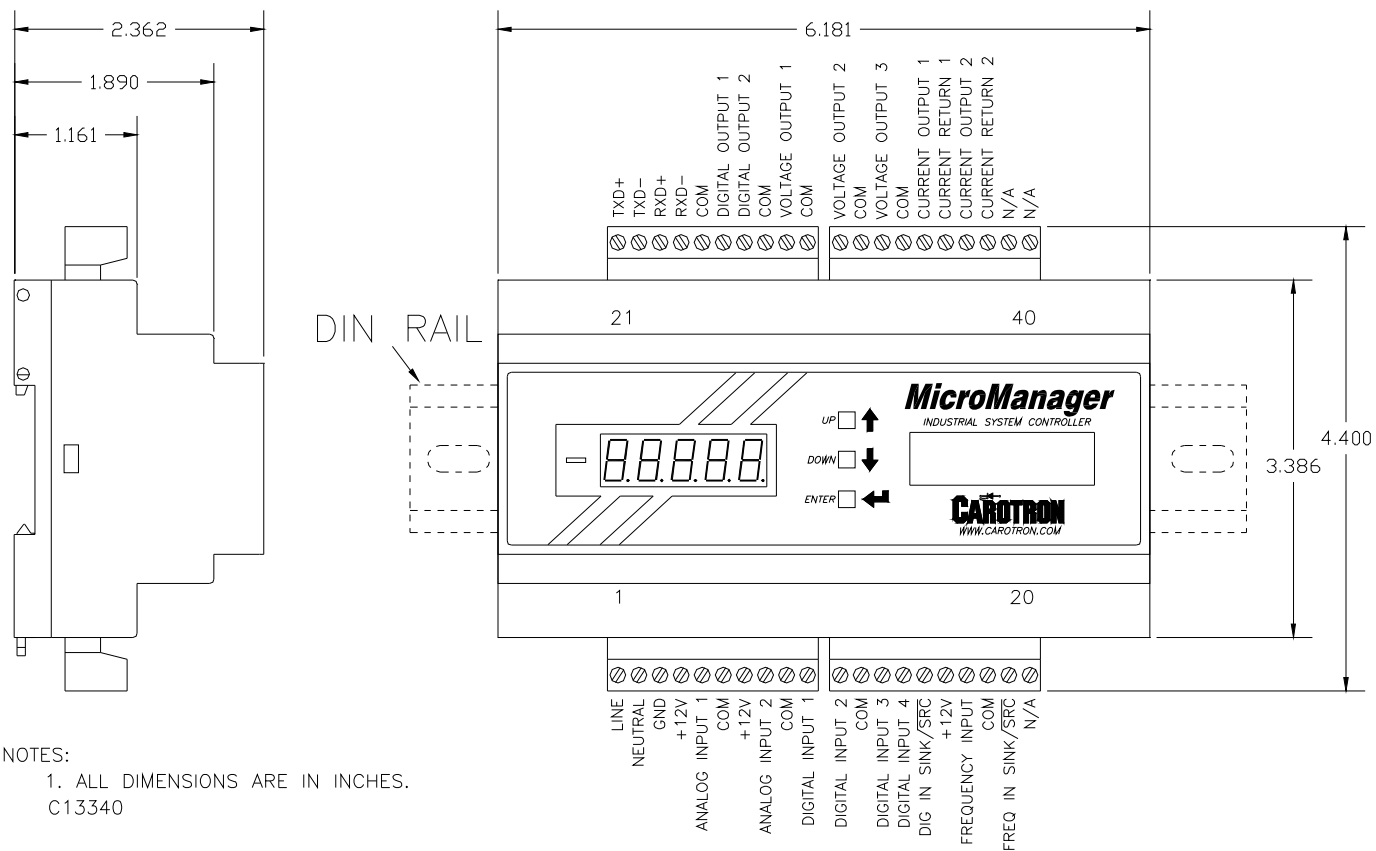 2.362
1.890
1.161
6.181
TXD+
TXD-
RXD+
RXD-
COM
DIGITAL OUTPUT 1
DIGITAL OUTPUT 2
COM
VOLTAGE OUTPUT 1
COM
VOLTAGE OUTPUT 2
COM
VOLTAGE OUTPUT 3
COM
CURRENT OUTPUT 1
CURRENT RETURN 1
CURRENT OUTPUT 2
CURRENT RETURN 2
N/A
N/A
21
40
DIN RAIL
MicroManager
INDUSTRIAL SYSTEM CONTROLLER
UP
DOWN
ENTER
-
8.8.8.8.8.
CAROTRON
WWW.CAROTRON.COM
4.400
3.386
1
20
LINE
NEUTRAL
GND
+12V
ANALOG INPUT 1
COM
+12V
ANALOG INPUT 2
COM
DIGITAL INPUT 1
DIGITAL INPUT 2
COM
DIGITAL INPUT 3
DIGITAL INPUT 4
DIG IN SINK/SRC
+12V
FREQUENCY INPUT
COM
FREQ IN SINK/SRC
N/A
NOTES:
1. ALL DIMENSIONS ARE IN INCHES.
C13340